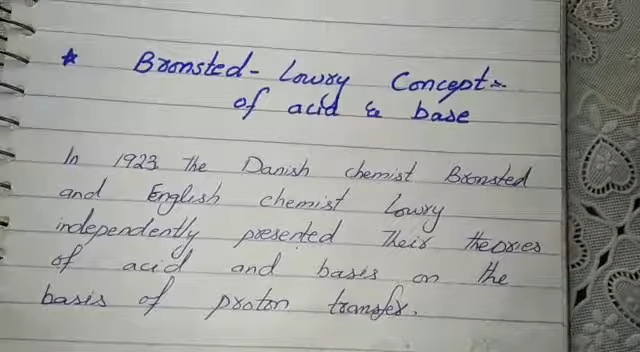 * Bronsted - Lowry Concept :-
of acid & base
In 1923 the Danish chemist Bronsted
and English chemist Lowry
independently presented their theories
of acid and basis on the
basis of proton transfer.